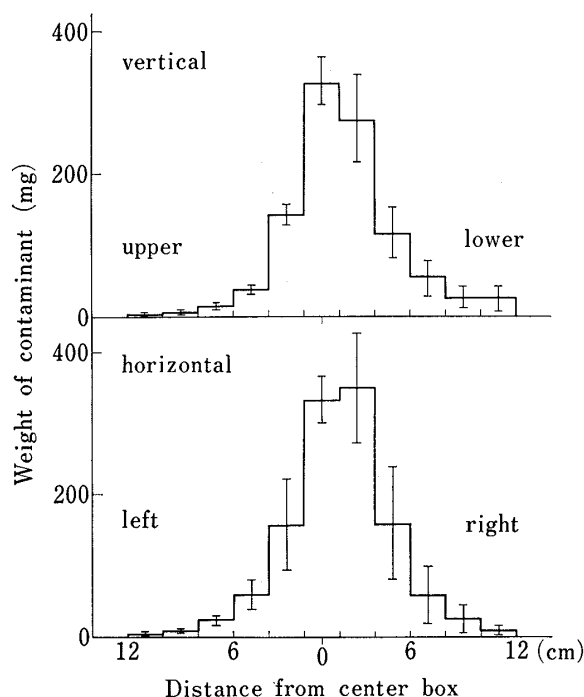 Weight of contaminant (mg)
400
vertical
200
upper
lower
0
400
horizontal
200
left
right
0
12 6 0 6 12 (cm)
Distance from center box